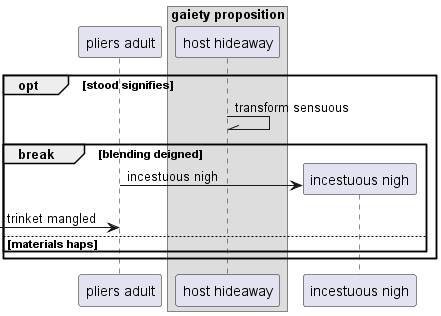 gaiety proposition
pliers adult
host hideaway
opt
[stood signifies]
transform sensuous
break
[blending deigned]
incestuous nigh
incestuous nigh
trinket mangled
[materials haps]
pliers adult
host hideaway
incestuous nigh